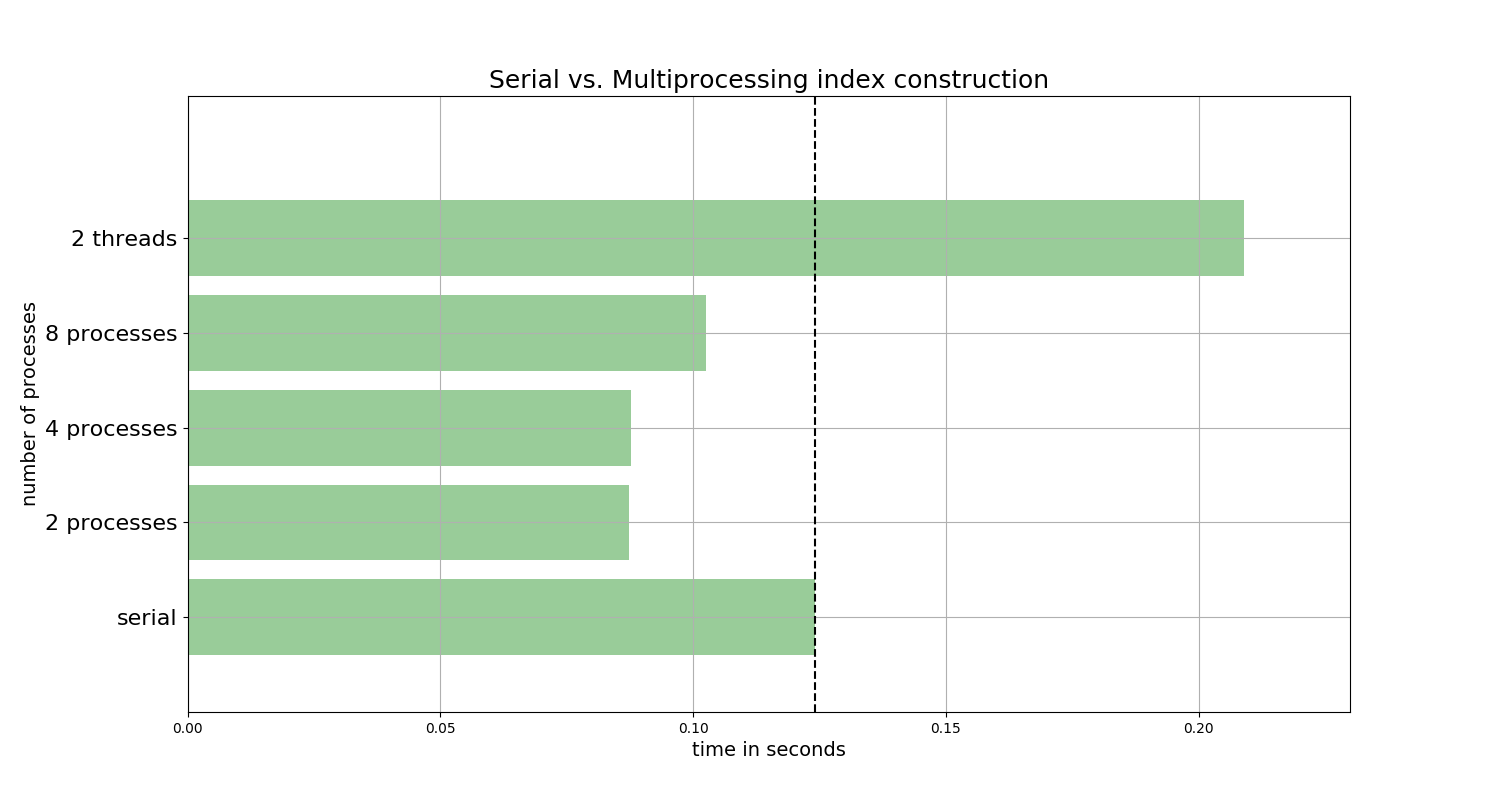 Serial vs. Multiprocessing index construction
number of processes
2 threads
8 processes
4 processes
2 processes
serial
0.00 0.05 0.10 0.15 0.20
time in seconds